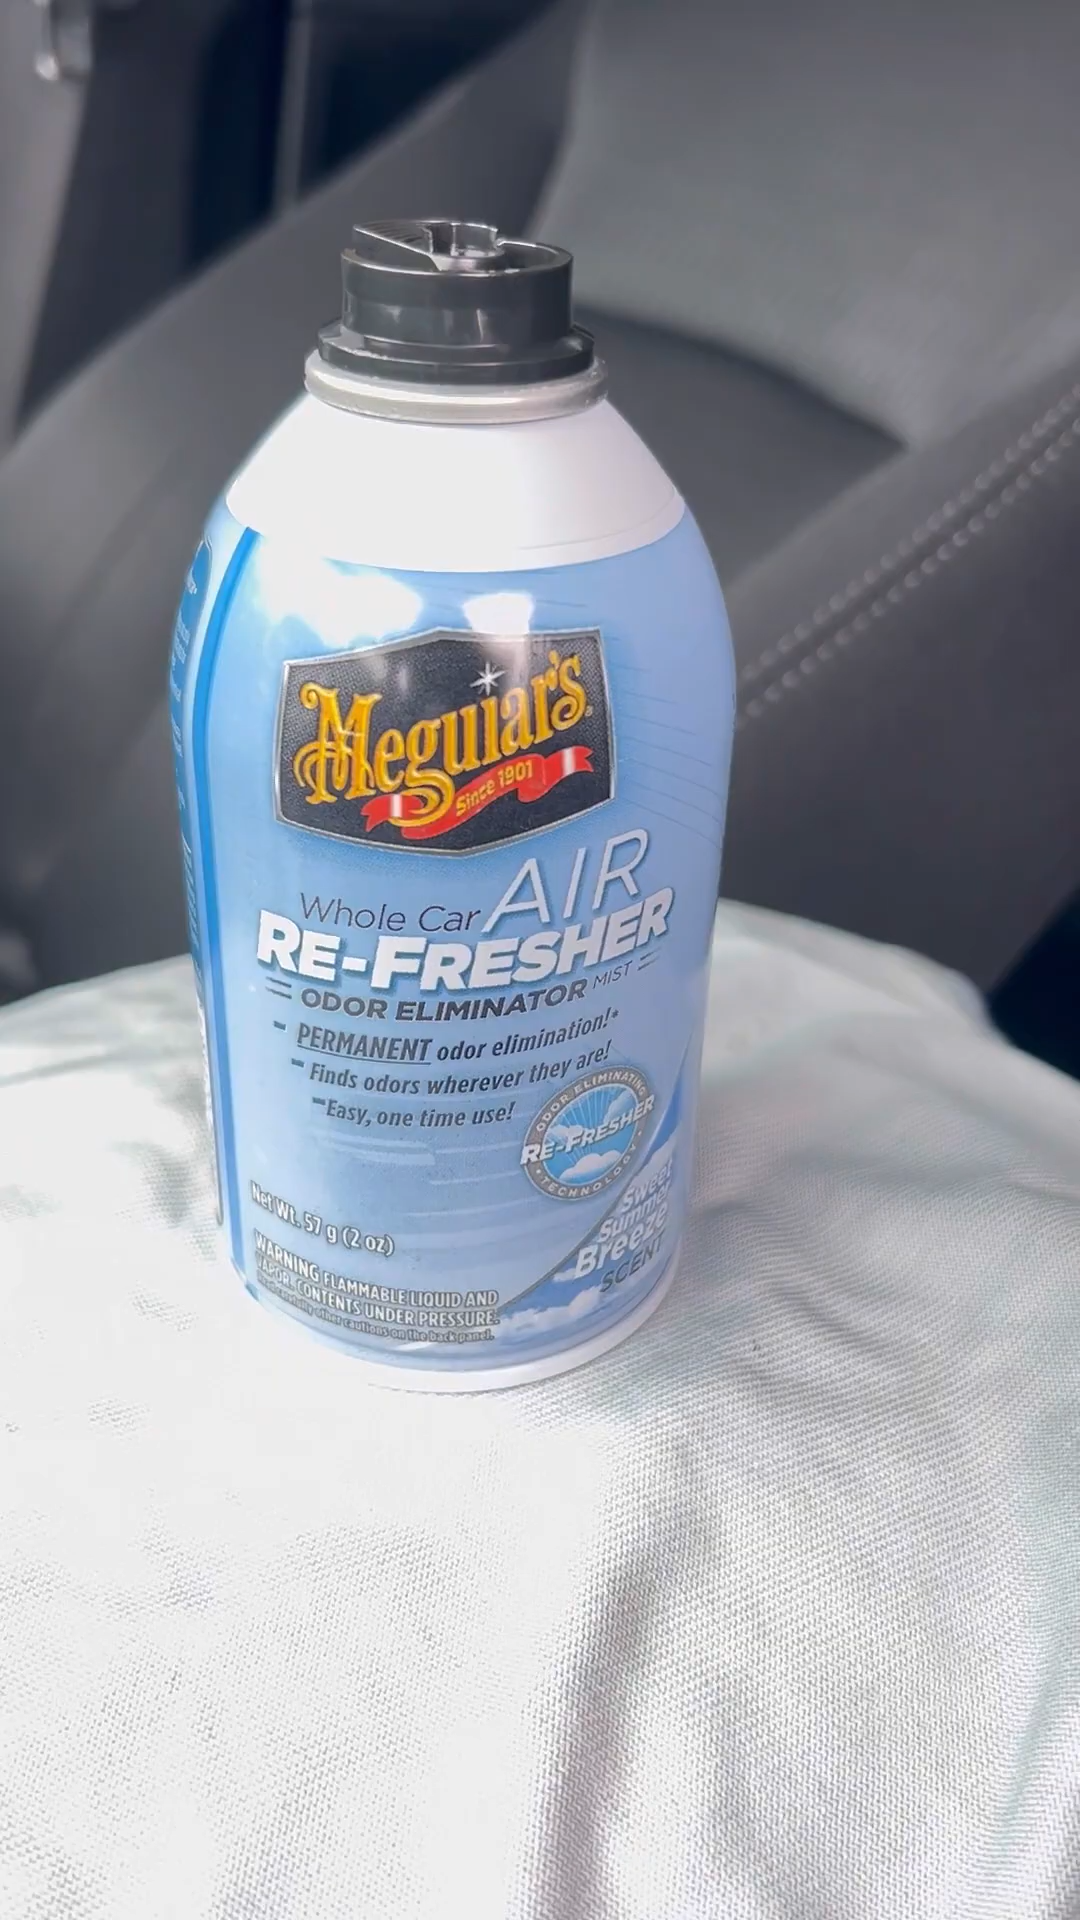 Meguiar's
Since 1901
Whole Car AIR
RE-FRESHER
ODOR ELIMINATOR MIST
- PERMANENT odor elimination!*
- Finds odors wherever they are!
- Easy, one time use!
ODOR ELIMINATING
RE-FRESHER
TECHNOLOGY
Sweet
Summer
Breeze
SCENT
Net Wt. 57 g (2 oz)
WARNING FLAMMABLE LIQUID AND
VAPOR. CONTENTS UNDER PRESSURE.
carefully other cautions on the back panel.